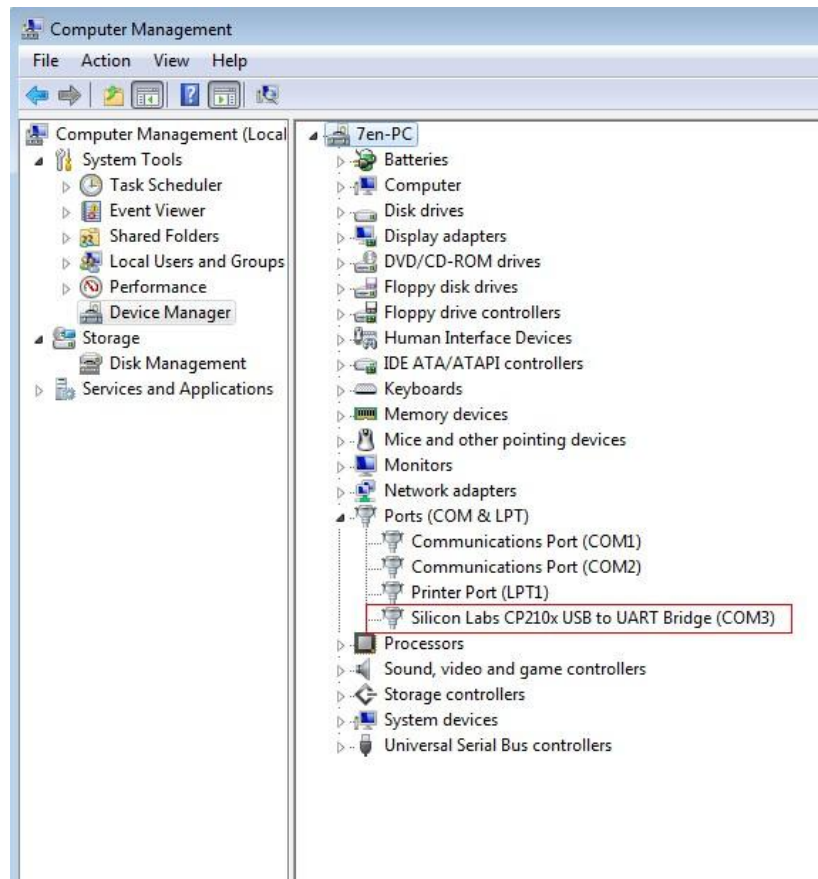 Computer Management
File Action View Help
Computer Management (Local
System Tools
Task Scheduler
Event Viewer
Shared Folders
Local Users and Groups
Performance
Device Manager
Storage
Disk Management
Services and Applications
7en-PC
Batteries
Computer
Disk drives
Display adapters
DVD/CD-ROM drives
Floppy disk drives
Floppy drive controllers
Human Interface Devices
IDE ATA/ATAPI controllers
Keyboards
Memory devices
Mice and other pointing devices
Monitors
Network adapters
Ports (COM & LPT)
Communications Port (COM1)
Communications Port (COM2)
Printer Port (LPT1)
Silicon Labs CP210x USB to UART Bridge (COM3)
Processors
Sound, video and game controllers
Storage controllers
System devices
Universal Serial Bus controllers